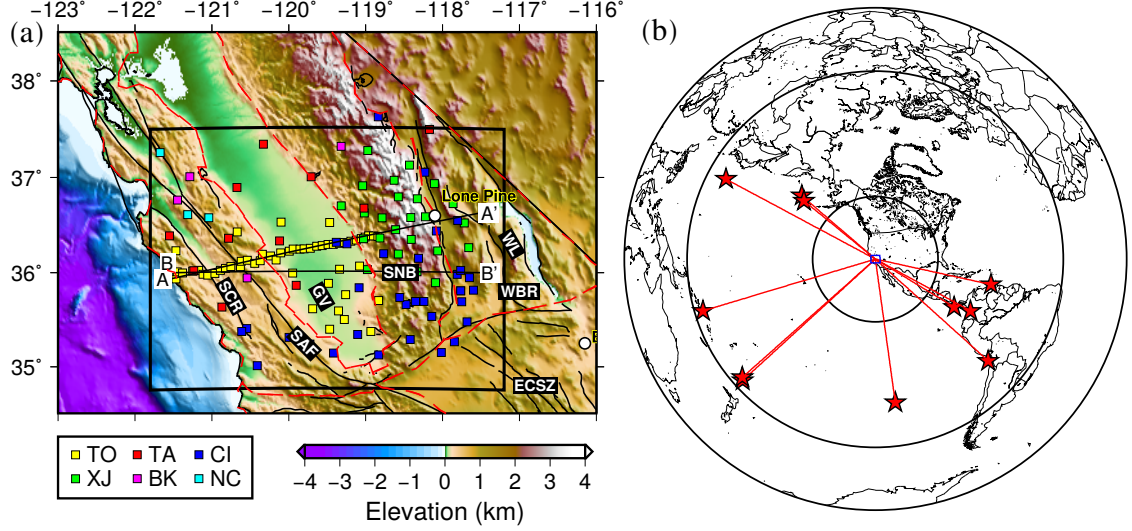 −123 −122 −121 −120 −119 −118 −117 −116
(a)
(b)
38°
37°
36°
35°
Lone Pine
A'
B
A
B'
SNB
WL
WBR
SCR
GV
SAF
ECSZ
TO TA CI
XJ BK NC
−4 −3 −2 −1 0 1 2 3 4
Elevation (km)